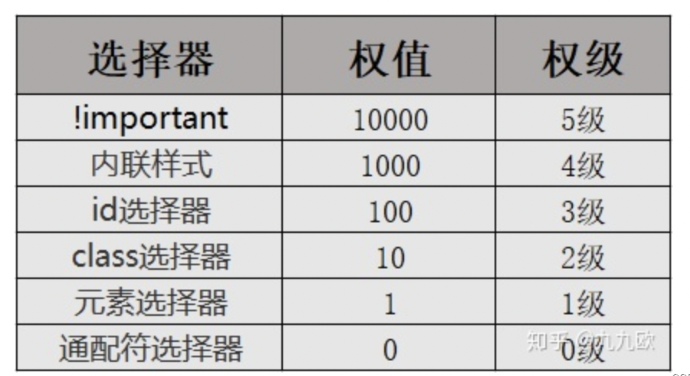 选择器 权值 权级
!important 10000 5级
内联样式 1000 4级
id选择器 100 3级
class选择器 10 2级
元素选择器 1 1级
通配符选择器 0 0级
知乎 @九九欧